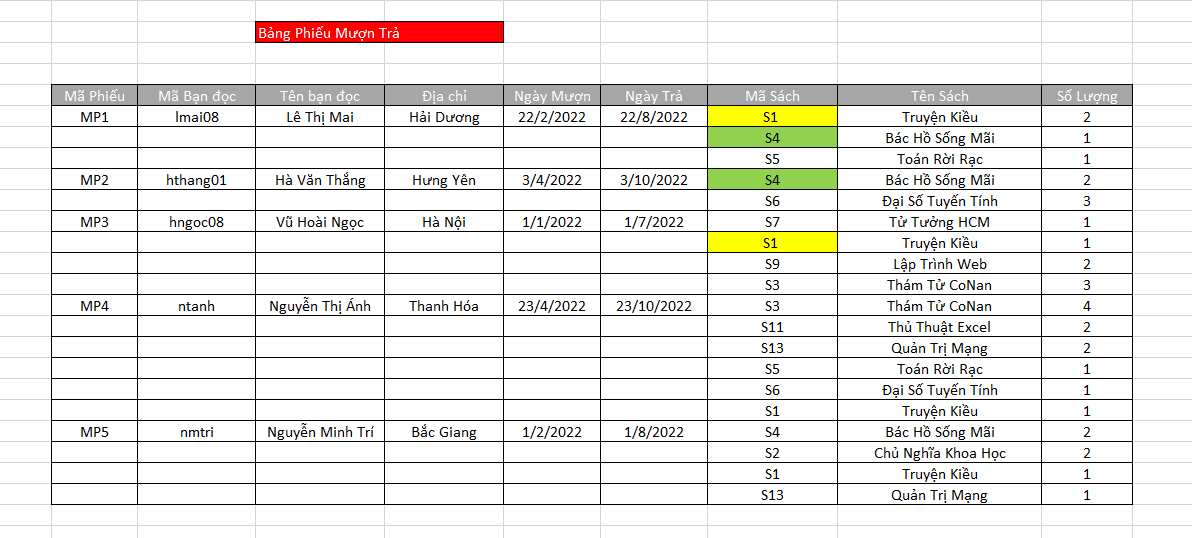 Bảng Phiếu Mượn Trả
Mã Phiếu Mã Bạn đọc Tên bạn đọc Địa chỉ Ngày Mượn Ngày Trả Mã Sách Tên Sách Số Lượng
MP1 lmai08 Lê Thị Mai Hải Dương 22/2/2022 22/8/2022 S1 Truyện Kiều 2
S4 Bác Hồ Sống Mãi 1
S5 Toán Rời Rạc 1
MP2 hthang01 Hà Văn Thắng Hưng Yên 3/4/2022 3/10/2022 S4 Bác Hồ Sống Mãi 2
S6 Đại Số Tuyến Tính 3
MP3 hngoc08 Vũ Hoài Ngọc Hà Nội 1/1/2022 1/7/2022 S7 Tử Tưởng HCM 1
S1 Truyện Kiều 1
S9 Lập Trình Web 2
S3 Thám Tử CoNan 3
MP4 ntanh Nguyễn Thị Ánh Thanh Hóa 23/4/2022 23/10/2022 S3 Thám Tử CoNan 4
S11 Thủ Thuật Excel 2
S13 Quản Trị Mạng 2
S5 Toán Rời Rạc 1
S6 Đại Số Tuyến Tính 1
S1 Truyện Kiều 1
MP5 nmtri Nguyễn Minh Trí Bắc Giang 1/2/2022 1/8/2022 S4 Bác Hồ Sống Mãi 2
S2 Chủ Nghĩa Khoa Học 2
S1 Truyện Kiều 1
S13 Quản Trị Mạng 1